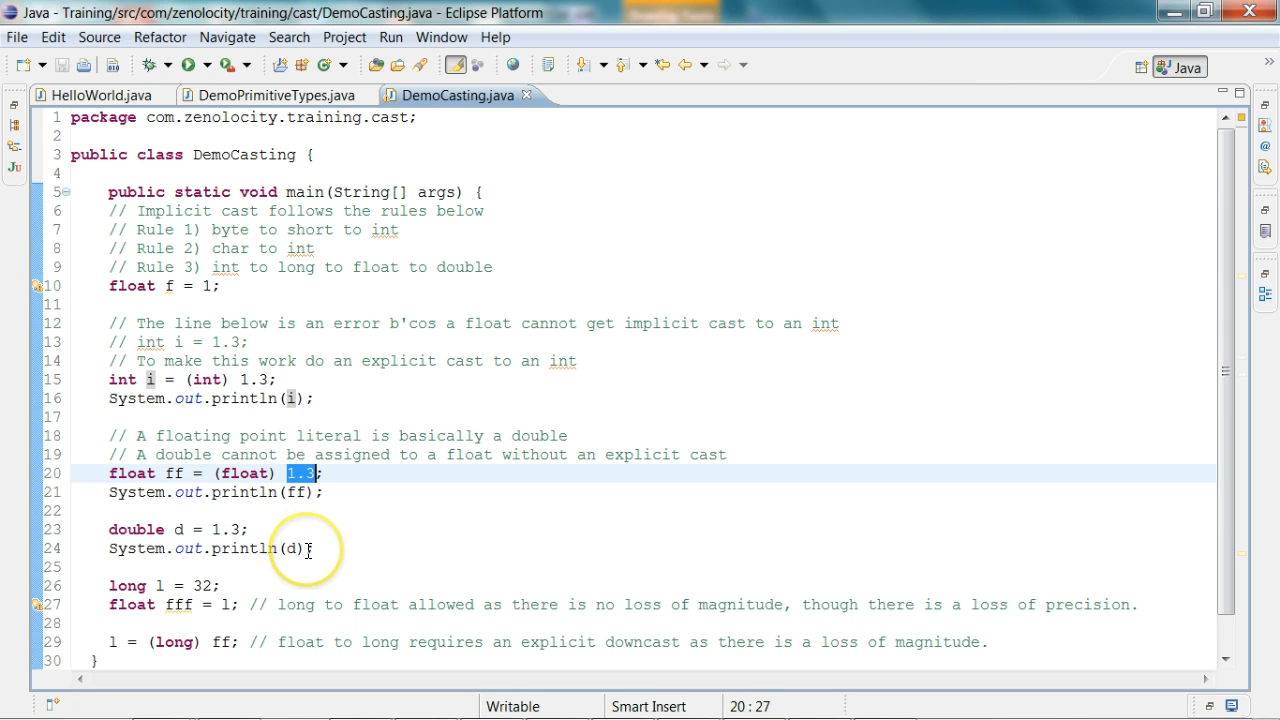 Java - Training/src/com/zenolocity/training/cast/DemoCasting.java - Eclipse Platform
File Edit Source Refactor Navigate Search Project Run Window Help
Java
HelloWorld.java DemoPrimitiveTypes.java DemoCasting.java
1 package com.zenolocity.training.cast;
2
3 public class DemoCasting {
4
5 public static void main(String[] args) {
6 // Implicit cast follows the rules below
7 // Rule 1) byte to short to int
8 // Rule 2) char to int
9 // Rule 3) int to long to float to double
10 float f = 1;
11
12 // The line below is an error b'cos a float cannot get implicit cast to an int
13 // int i = 1.3;
14 // To make this work do an explicit cast to an int
15 int i = (int) 1.3;
16 System.out.println(i);
17
18 // A floating point literal is basically a double
19 // A double cannot be assigned to a float without an explicit cast
20 float ff = (float) 1.3;
21 System.out.println(ff);
22
23 double d = 1.3;
24 System.out.println(d)
25
26 long l = 32;
27 float fff = l; // long to float allowed as there is no loss of magnitude, though there is a loss of precision.
28
29 l = (long) ff; // float to long requires an explicit downcast as there is a loss of magnitude.
30 }
Writable Smart Insert 20 : 27